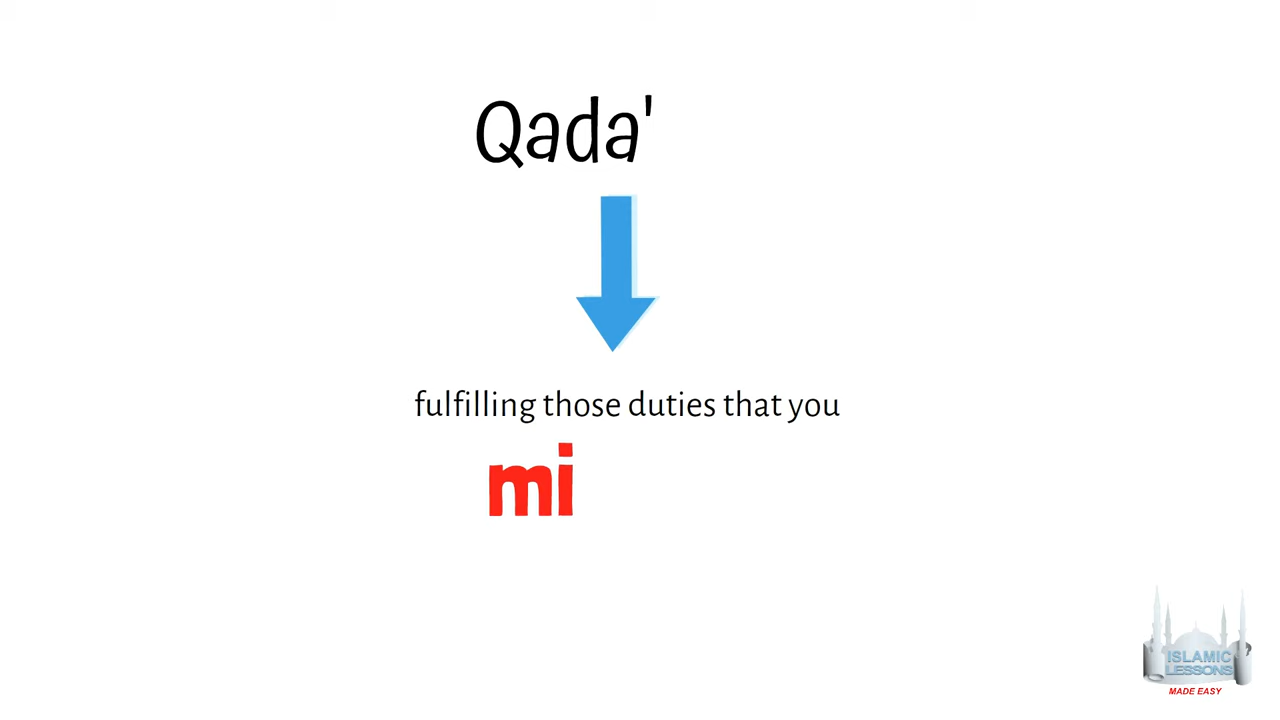 Qada'
fulfilling those duties that you
mi
ISLAMIC
LESSONS
MADE EASY